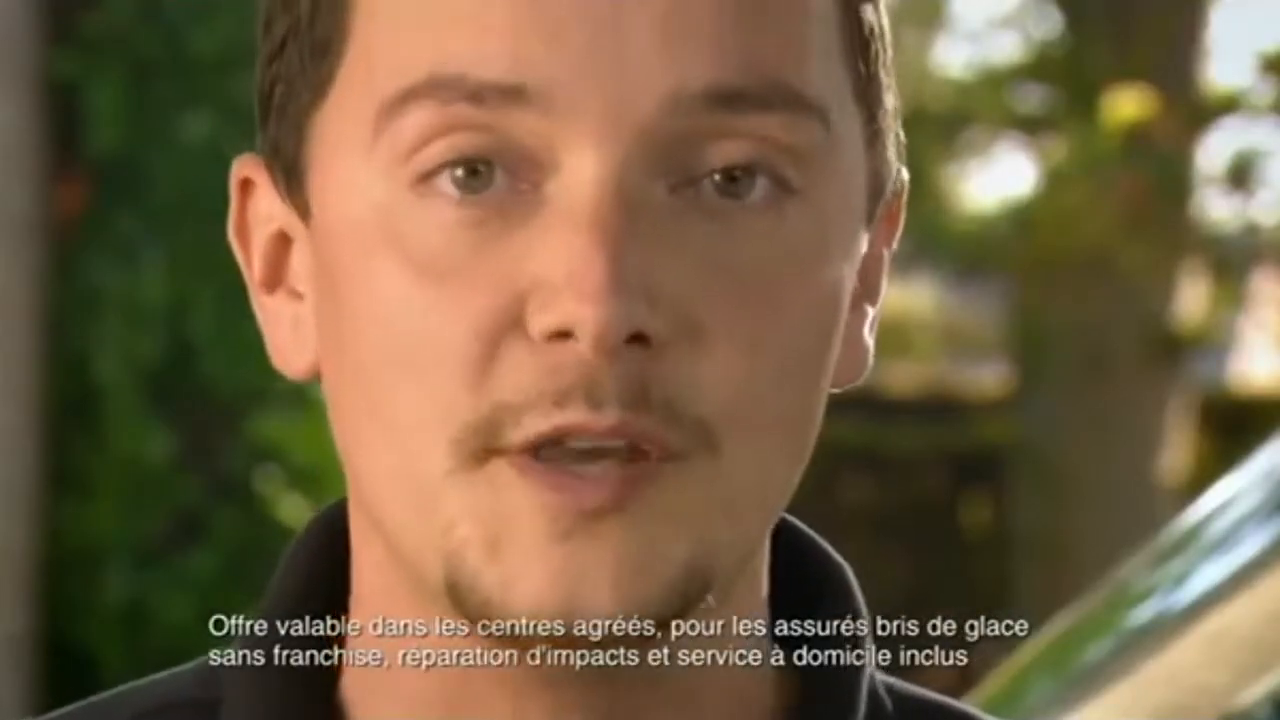 Offre valable dans les centres agréés, pour les assurés bris de glace
sans franchise, réparation d'impacts et service à domicile inclus